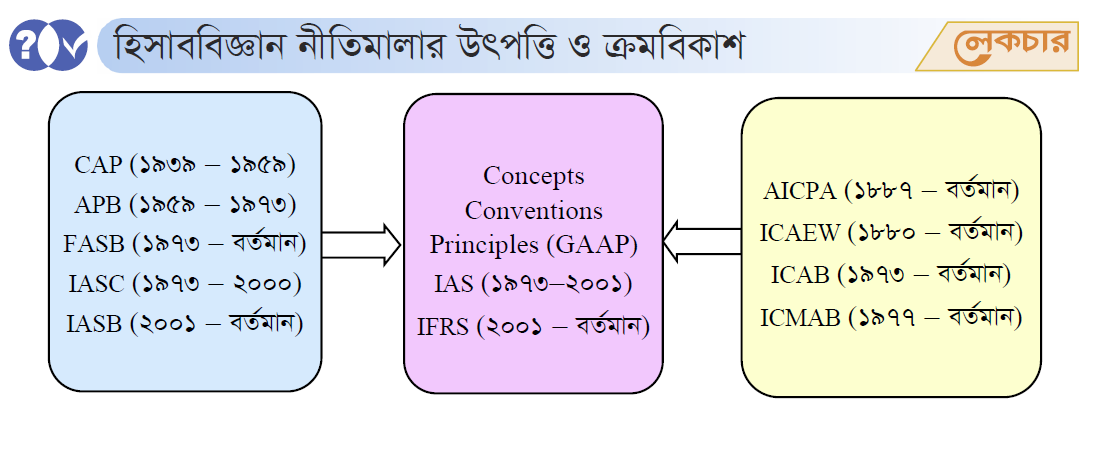 হিসাববিজ্ঞান নীতিমালার উৎপত্তি ও ক্রমবিকাশ
লেকচার
CAP (১৯৩৯ – ১৯৫৯)
APB (১৯৫৯ – ১৯৭৩)
FASB (১৯৭৩ – বর্তমান)
IASC (১৯৭৩ – ২০০০)
IASB (২০০১ – বর্তমান)
Concepts
Conventions
Principles (GAAP)
IAS (১৯৭৩–২০০১)
IFRS (২০০১ – বর্তমান)
AICPA (১৮৮৭ – বর্তমান)
ICAEW (১৮৮০ – বর্তমান)
ICAB (১৯৭৩ – বর্তমান)
ICMAB (১৯৭৭ – বর্তমান)